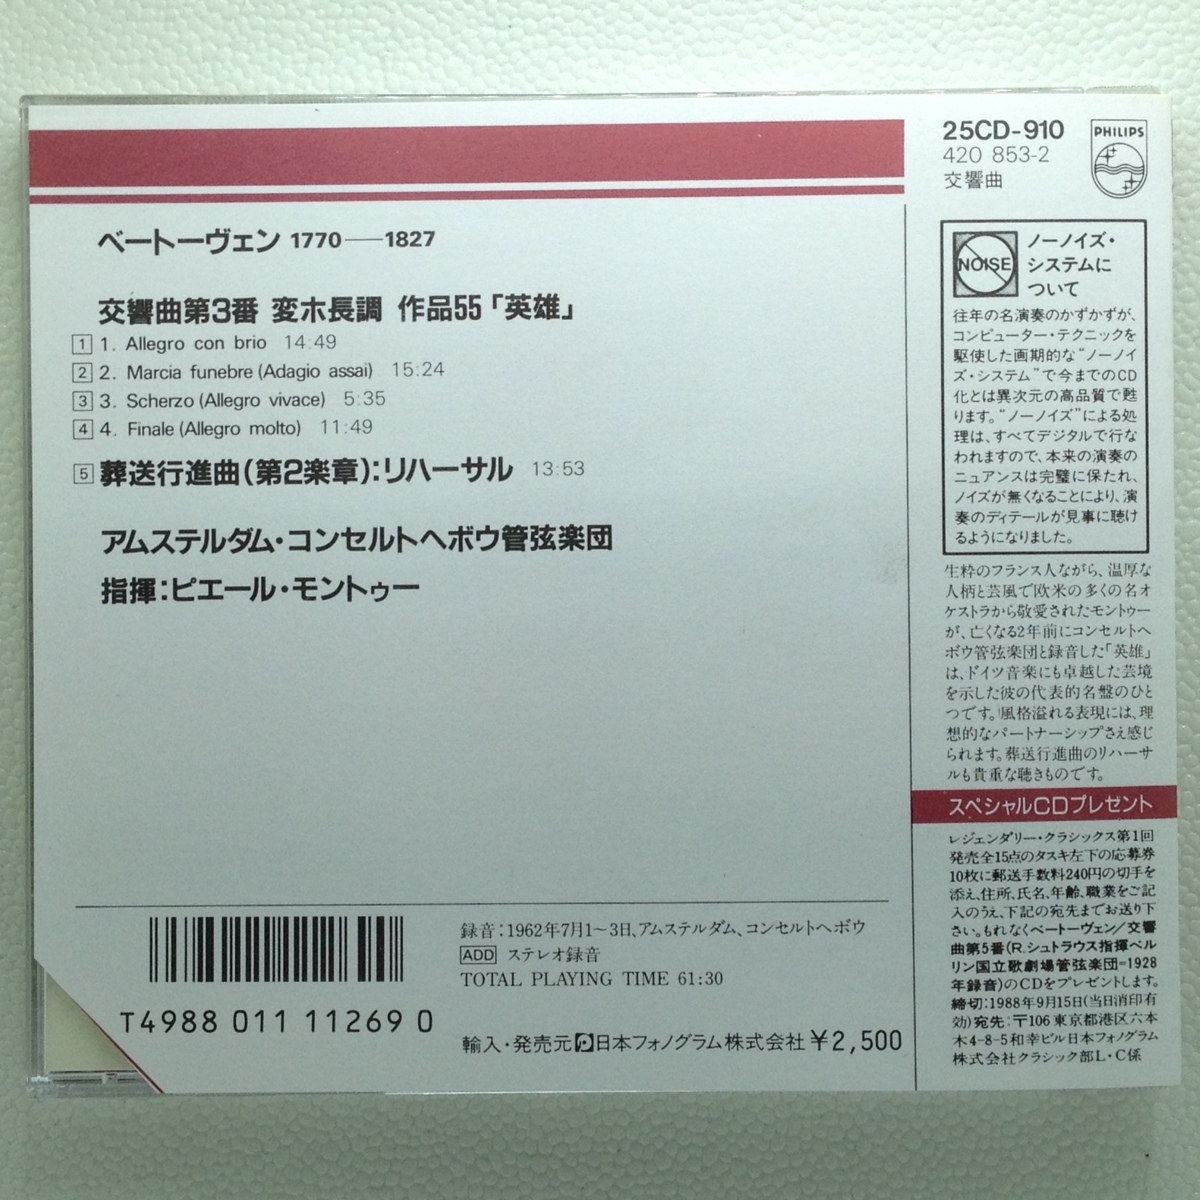 ベートーヴェン 1770―1827
交響曲第3番 変ホ長調 作品55「英雄」
1 1. Allegro con brio 14:49
2 2. Marcia funebre (Adagio assai) 15:24
3 3. Scherzo (Allegro vivace) 5:35
4 4. Finale (Allegro molto) 11:49
5 葬送行進曲(第2楽章):リハーサル 13:53
アムステルダム・コンセルトヘボウ管弦楽団
指揮:ピエール・モントゥー
録音:1962年7月1~3日、アムステルダム、コンセルトヘボウ
ADD ステレオ録音
TOTAL PLAYING TIME 61:30
T4988 011 11269 0
輸入・発売元 日本フォノグラム株式会社 ¥2,500
25CD-910
420 853-2
交響曲
PHILIPS
NOISE
ノーノイズ・
システムに
ついて
往年の名演奏のかずかずが、
コンピューター・テクニックを
駆使した画期的な“ノーノイ
ズ・システム”で今までのCD
化とは異次元の高品質で甦
ります。“ノーノイズ”による処
理は、すべてデジタルで行な
われますので、本来の演奏の
ニュアンスは完璧に保たれ、
ノイズが無くなることにより、演
奏のディテールが見事に聴け
るようになりました。
生粋のフランス人ながら、温厚な
人柄と芸風で欧米の多くの名オ
ケストラから敬愛されたモントゥー
が、亡くなる2年前にコンセルトヘ
ボウ管弦楽団と録音した「英雄」
は、ドイツ音楽にも卓越した芸境
を示した彼の代表的名盤のひと
つです。風格溢れる表現には、理
想的なパートナーシップさえ感じ
られます。葬送行進曲のリハーサ
ルも貴重な聴きものです。
スペシャルCDプレゼント
レジェンダリー・クラシックス第1回
発売全15点のタスキ左下の応募券
10枚に郵送手数料240円の切手を
添え、住所、氏名、年齢、職業をご記
入のうえ、下記の宛先までお送り下
さい。もれなくベートーヴェン/交響
曲第5番(R.シュトラウス指揮ベル
リン国立歌劇場管弦楽団=1928
年録音)のCDをプレゼントします。
締切:1988年9月15日(当日消印有
効)宛先:〒106 東京都港区六本
木4-8-5和幸ビル日本フォノグラム
株式会社クラシック部L・C係